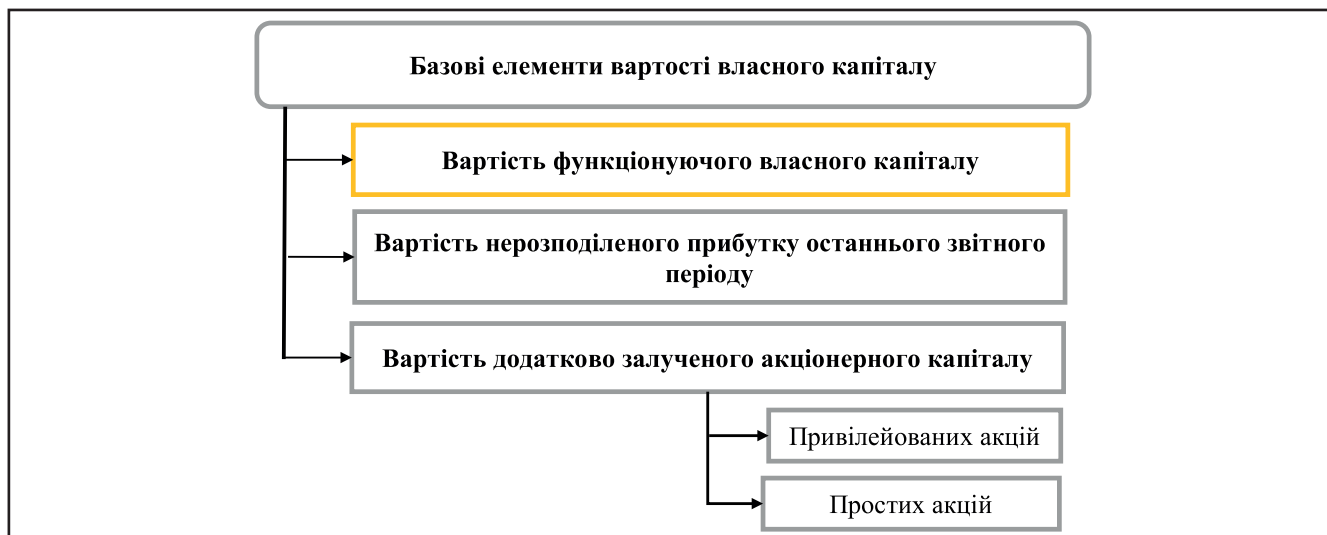 Базові елементи вартості власного капіталу
Вартість функціонуючого власного капіталу
Вартість нерозподіленого прибутку останнього звітного
періоду
Вартість додатково залученого акціонерного капіталу
Привілейованих акцій
Простих акцій